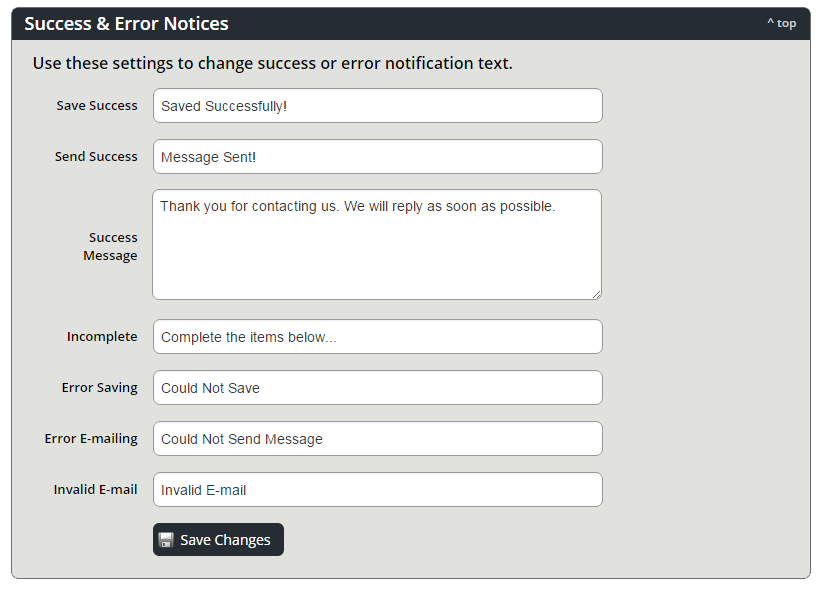 Success & Error Notices
^ top
Use these settings to change success or error notification text.
Save Success
Saved Successfully!
Send Success
Message Sent!
Success
Message
Thank you for contacting us. We will reply as soon as possible.
Incomplete
Complete the items below...
Error Saving
Could Not Save
Error E-mailing
Could Not Send Message
Invalid E-mail
Invalid E-mail
Save Changes